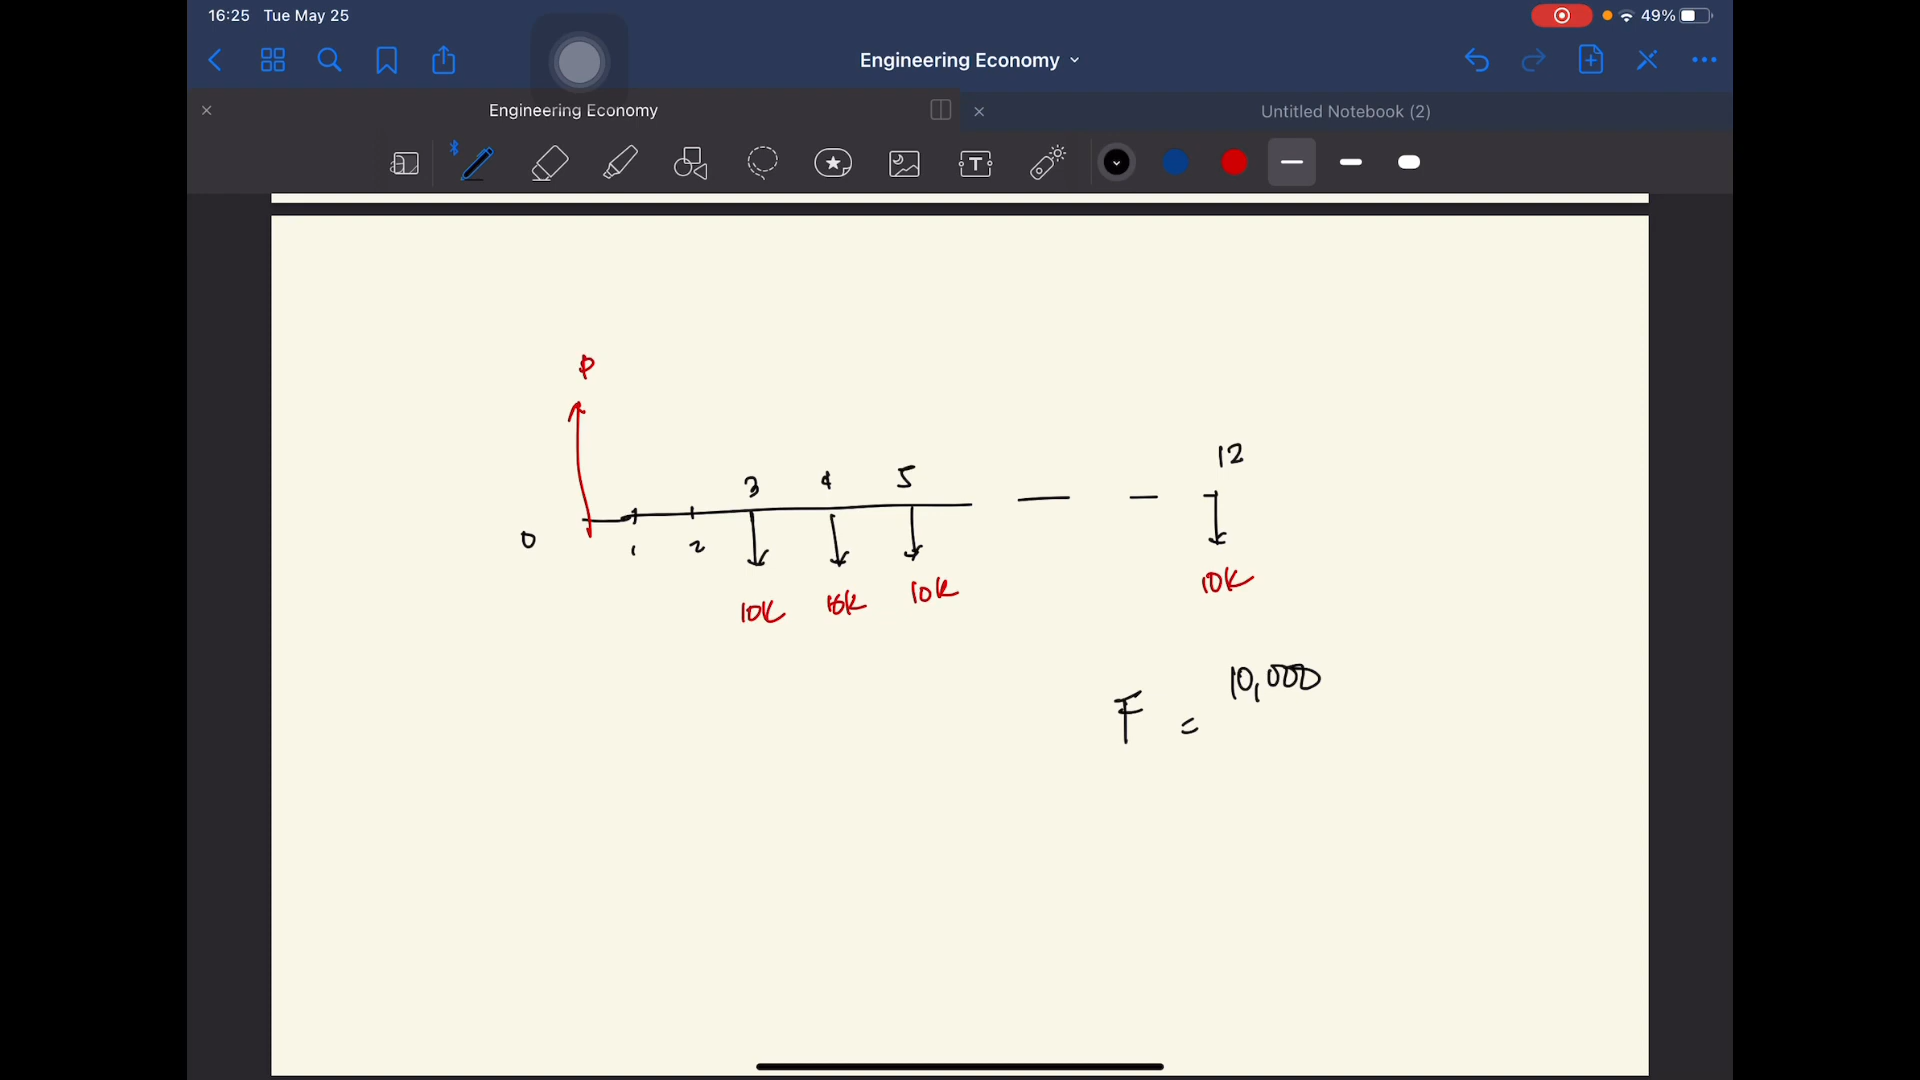 16:25 Tue May 25
49%
Engineering Economy
Engineering Economy
Untitled Notebook (2)
P
12
3 4 5
0 1 2
10K 10K 10K 10K
10,000
F =